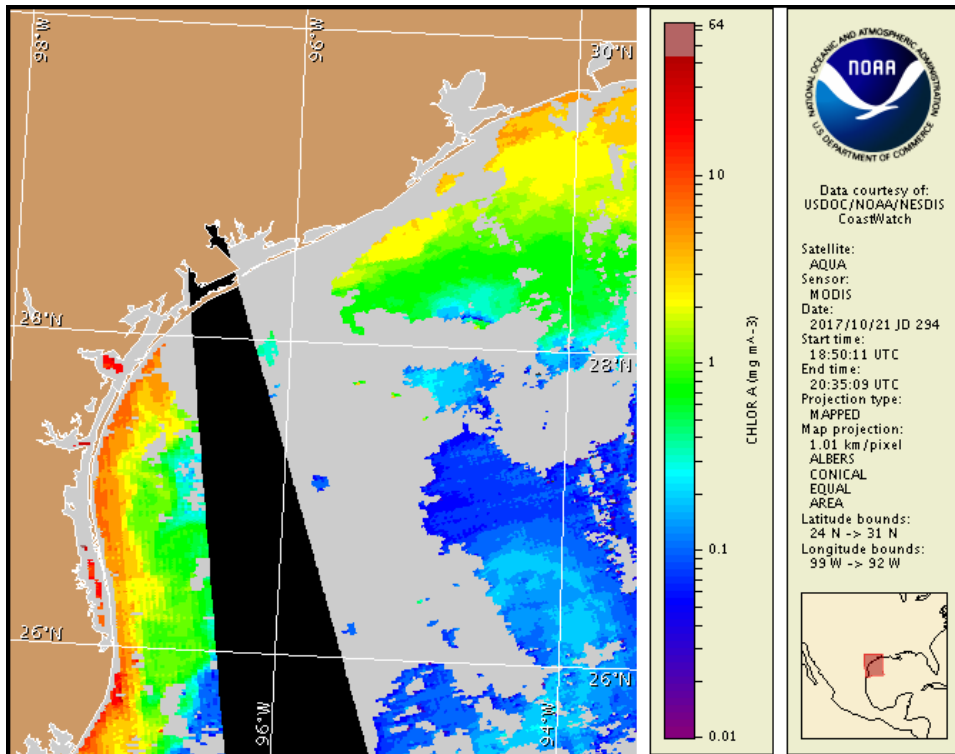 98°W
96°W
30°N
28°N
28°N
26°N
26°N
96°W
94°W
64
10
1
0.1
0.01
CHLOR A (mg m^-3)
NATIONAL OCEANIC AND ATMOSPHERIC ADMINISTRATION
NOAA
U.S. DEPARTMENT OF COMMERCE
Data courtesy of:
USDOC/NOAA/NESDIS
CoastWatch
Satellite:
AQUA
Sensor:
MODIS
Date:
2017/10/21 JD 294
Start time:
18:50:11 UTC
End time:
20:35:09 UTC
Projection type:
MAPPED
Map projection:
1.01 km/pixel
ALBERS
CONICAL
EQUAL
AREA
Latitude bounds:
24 N -> 31 N
Longitude bounds:
99 W -> 92 W